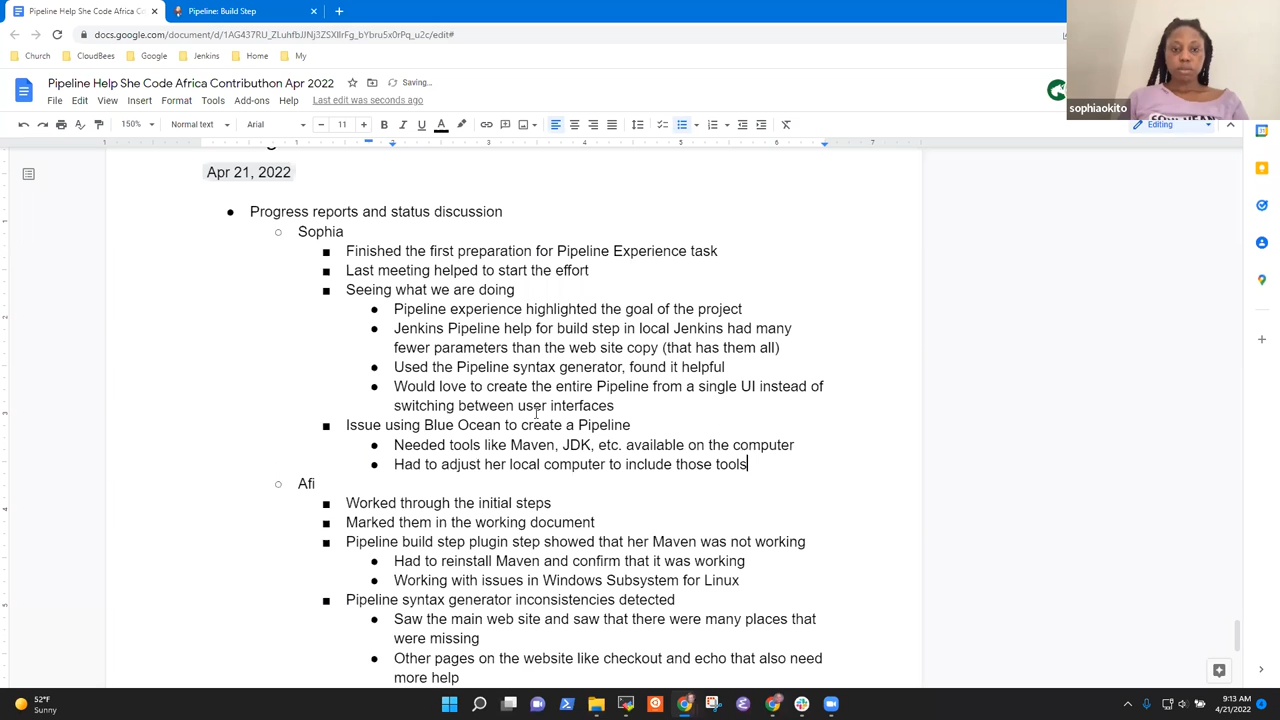 Pipeline Help She Code Africa Co
Pipeline: Build Step
docs.google.com/document/d/1AG437RU_ZLuhfbJJNj3ZSXllrFg_bYbru5x0rPq_u2c/edit#
Church CloudBees Google Jenkins Home My
Pipeline Help She Code Africa Contributhon Apr 2022 Saving...
File Edit View Insert Format Tools Add-ons Help Last edit was seconds ago
sophiaokito
150% Normal text Arial 11 Editing
1 2 3 4 5 6 7
Apr 21, 2022
Progress reports and status discussion
Sophia
Finished the first preparation for Pipeline Experience task
Last meeting helped to start the effort
Seeing what we are doing
Pipeline experience highlighted the goal of the project
Jenkins Pipeline help for build step in local Jenkins had many
fewer parameters than the web site copy (that has them all)
Used the Pipeline syntax generator, found it helpful
Would love to create the entire Pipeline from a single UI instead of
switching between user interfaces
Issue using Blue Ocean to create a Pipeline
Needed tools like Maven, JDK, etc. available on the computer
Had to adjust her local computer to include those tools
Afi
Worked through the initial steps
Marked them in the working document
Pipeline build step plugin step showed that her Maven was not working
Had to reinstall Maven and confirm that it was working
Working with issues in Windows Subsystem for Linux
Pipeline syntax generator inconsistencies detected
Saw the main web site and saw that there were many places that
were missing
Other pages on the website like checkout and echo that also need
more help
52°F
Sunny
9:13 AM
4/21/2022